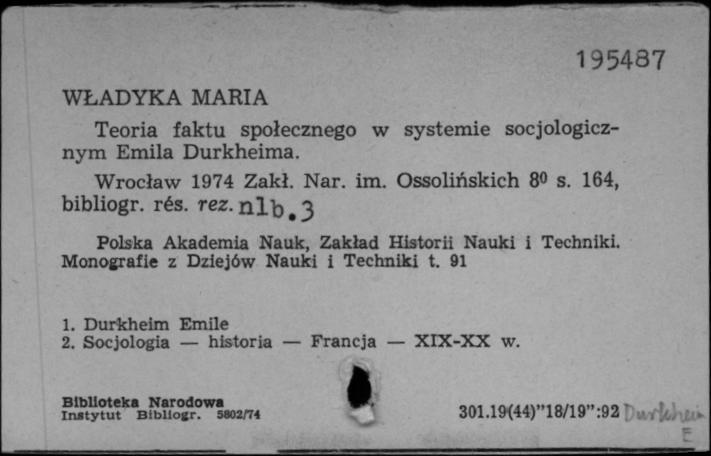 195487
WŁADYKA MARIA
Teoria faktu społecznego w systemie socjologicz-
nym Emila Durkheima.
Wrocław 1974 Zakł. Nar. im. Ossolińskich 8⁰ s. 164,
bibliogr. rés. rez. nlb.3
Polska Akademia Nauk, Zakład Historii Nauki i Techniki.
Monografie z Dziejów Nauki i Techniki t. 91
1. Durkheim Emile
2. Socjologia — historia — Francja — XIX-XX w.
Biblioteka Narodowa
Instytut Bibliogr. 5802/74
301.19(44)"18/19":92 Durkheim
E